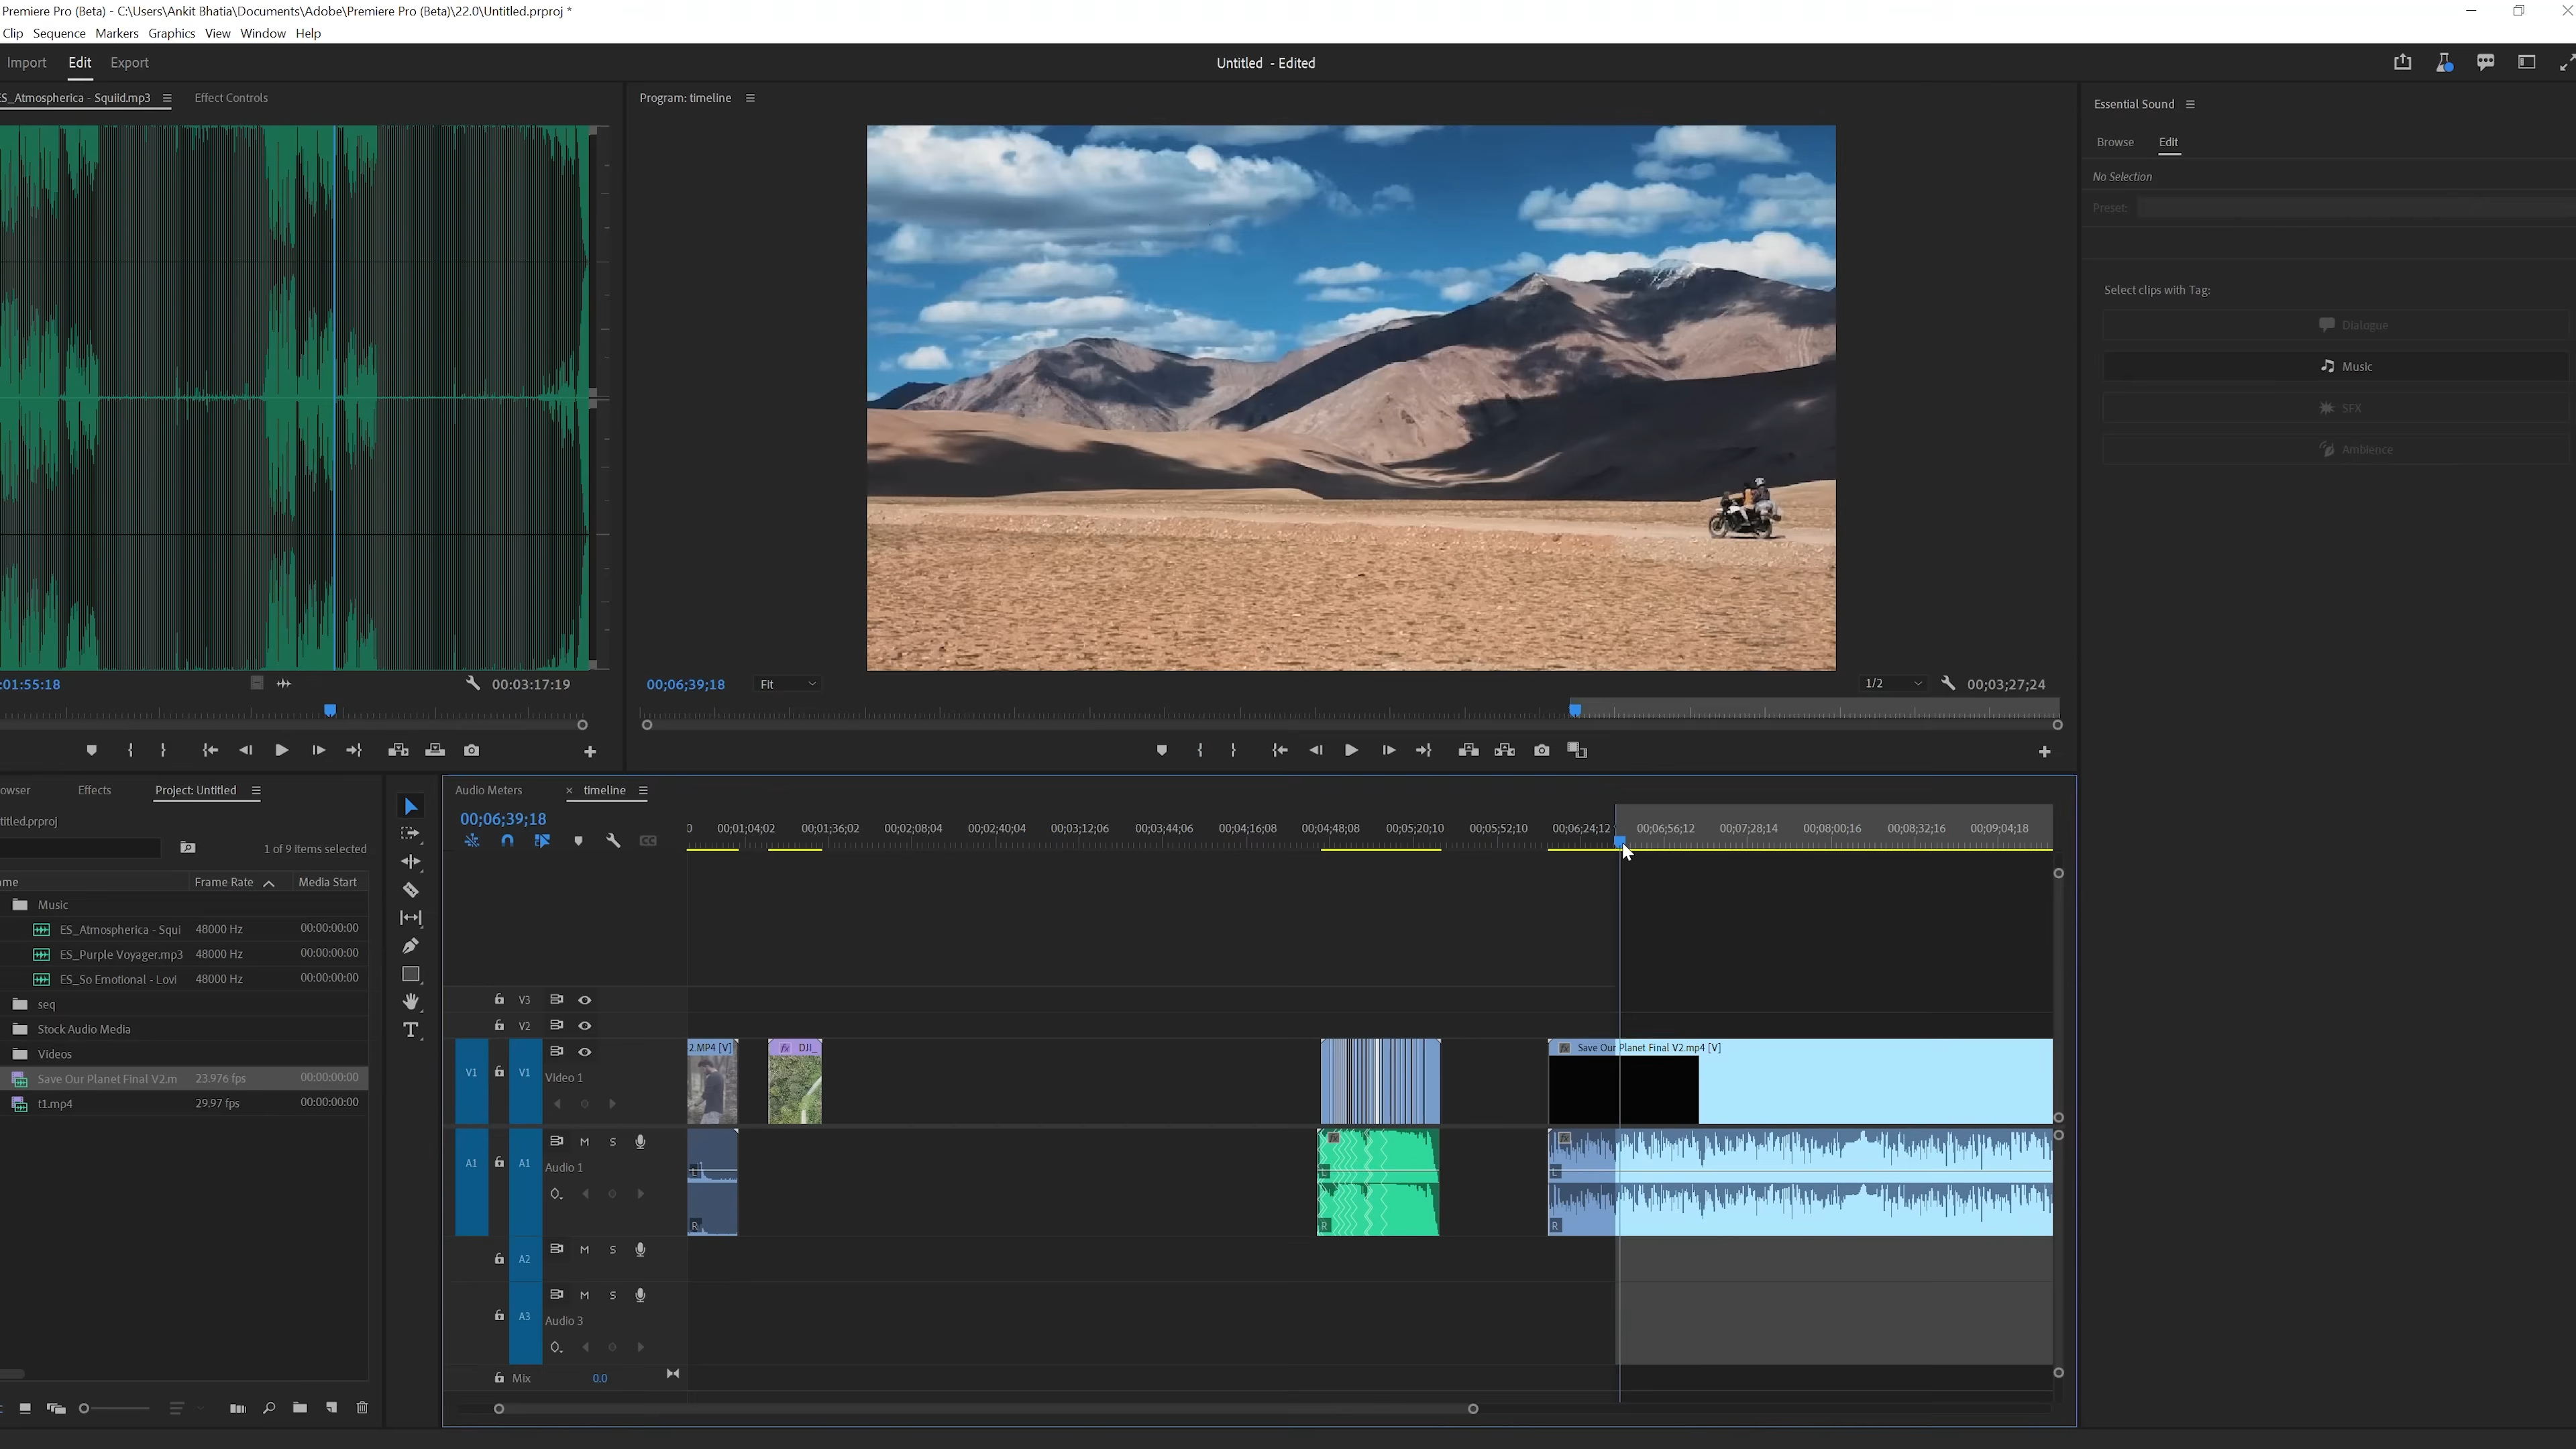 Premiere Pro (Beta) - C:\Users\Ankit Bhatia\Documents\Adobe\Premiere Pro (Beta)\22.0\Untitled.prproj *
Clip Sequence Markers Graphics View Window Help
Import Edit Export
Untitled - Edited
ES_Atmospherica - Squiid.mp3
Effect Controls
Program: timeline
Essential Sound
Browse Edit
No Selection
Preset:
Select clips with Tag:
Dialogue
Music
SFX
Ambience
:01:55:18
00:03:17:19
00;06;39;18
Fit
1/2
00;03;27;24
owser
Effects
Project: Untitled
titled.prproj
1 of 9 items selected
ame
Frame Rate
Media Start
Music
ES_Atmospherica - Squi 48000 Hz 00:00:00:00
ES_Purple Voyager.mp3 48000 Hz 00:00:00:00
ES_So Emotional - Lovi 48000 Hz 00:00:00:00
seq
Stock Audio Media
Videos
Save Our Planet Final V2.m 23.976 fps 00:00:00:00
t1.mp4 29.97 fps 00:00:00:00
Audio Meters
× timeline
00;06;39;18
0 00;01;04;02 00;01;36;02 00;02;08;04 00;02;40;04 00;03;12;06 00;03;44;06 00;04;16;08 00;04;48;08 00;05;20;10 00;05;52;10 00;06;24;12 00;06;56;12 00;07;28;14 00;08;00;16 00;08;32;16 00;09;04;18
V3
V2
V1 V1 Video 1
2.MP4 [V]
fx DJI_
fx Save Our Planet Final V2.mp4 [V]
A1 A1 M S
Audio 1
fx
fx
L
L
L
R
R
R
A2 M S
A3 M S
Audio 3
Mix 0.0